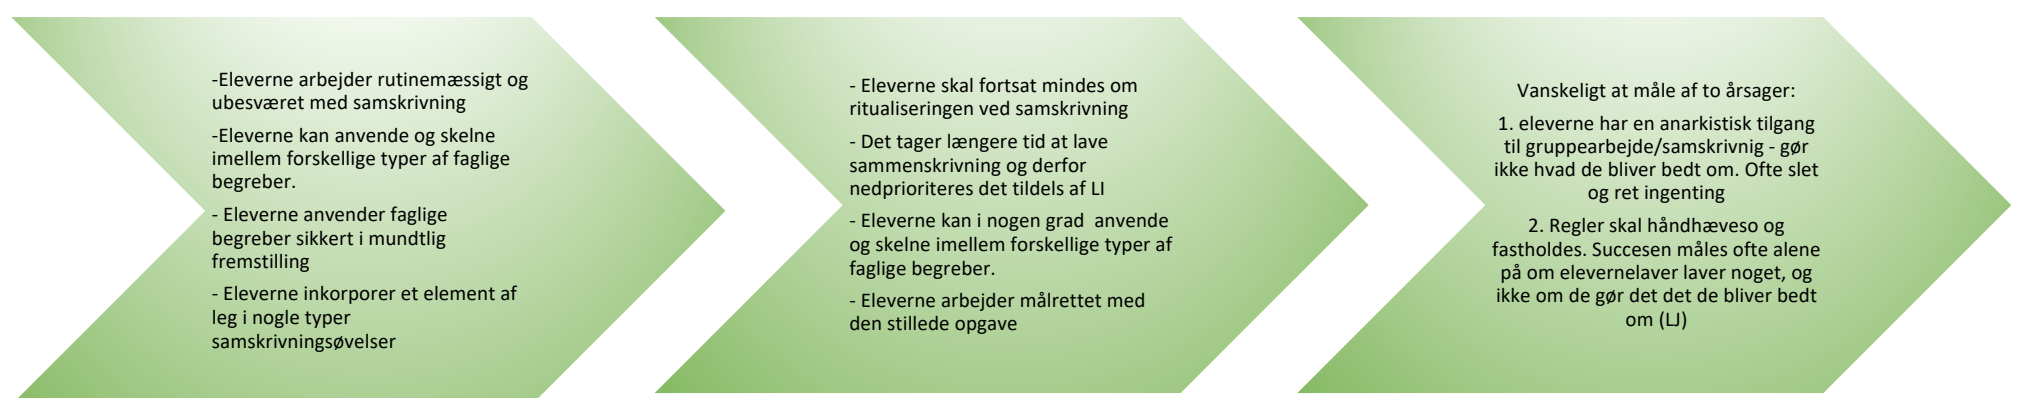 -Eleverne arbejder rutinemæssigt og
ubesværet med samskrivning
-Eleverne kan anvende og skelne
imellem forskellige typer af faglige
begreber.
- Eleverne anvender faglige
begreber sikkert i mundtlig
fremstilling
- Eleverne inkorporer et element af
leg i nogle typer
samskrivningsøvelser
- Eleverne skal fortsat mindes om
ritualiseringen ved samskrivning
- Det tager længere tid at lave
sammenskrivning og derfor
nedprioriteres det tildels af LI
- Eleverne kan i nogen grad  anvende
og skelne imellem forskellige typer af
faglige begreber.
- Eleverne arbejder målrettet med
den stillede opgave
Vanskeligt at måle af to årsager:
1. eleverne har en anarkistisk tilgang
til gruppearbejde/samskrivnig - gør
ikke hvad de bliver bedt om. Ofte slet
og ret ingenting
2. Regler skal håndhæveso og
fastholdes. Succesen måles ofte alene
på om elevernelaver laver noget, og
ikke om de gør det det de bliver bedt
om (LJ)